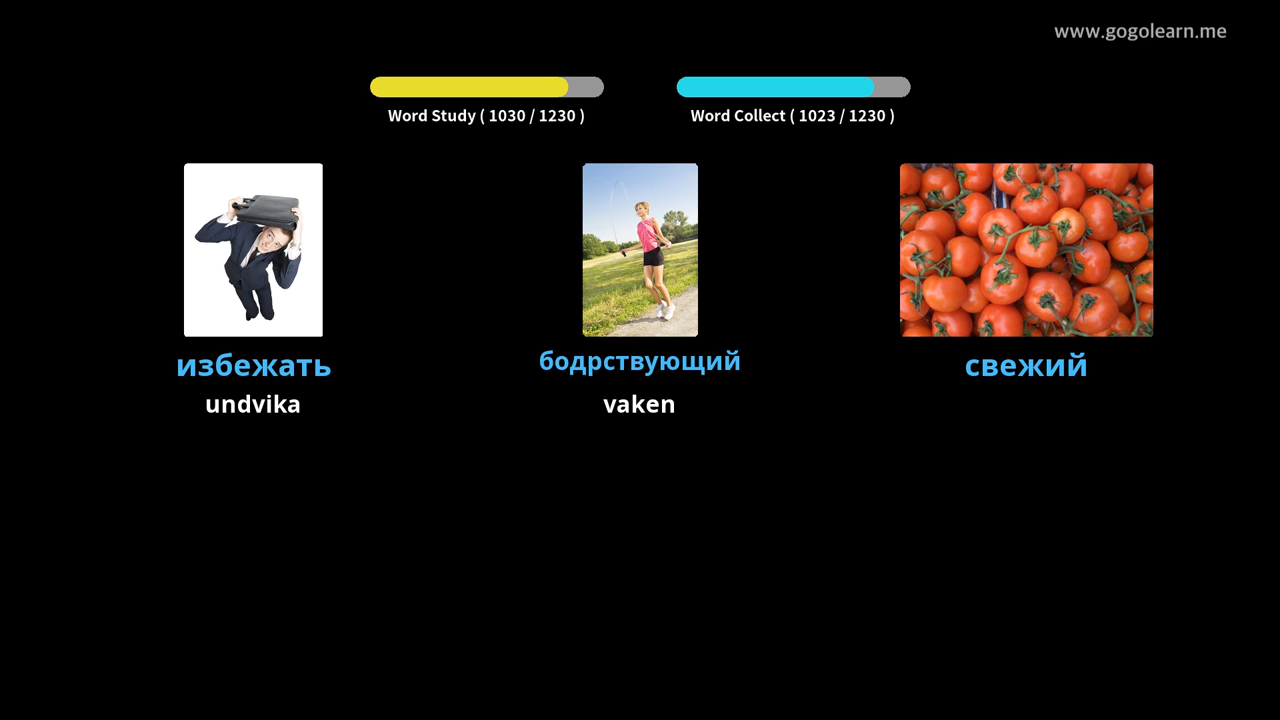 www.gogolearn.me
Word Study ( 1030 / 1230 )
Word Collect ( 1023 / 1230 )
избежать
бодрствующий
свежий
undvika
vaken